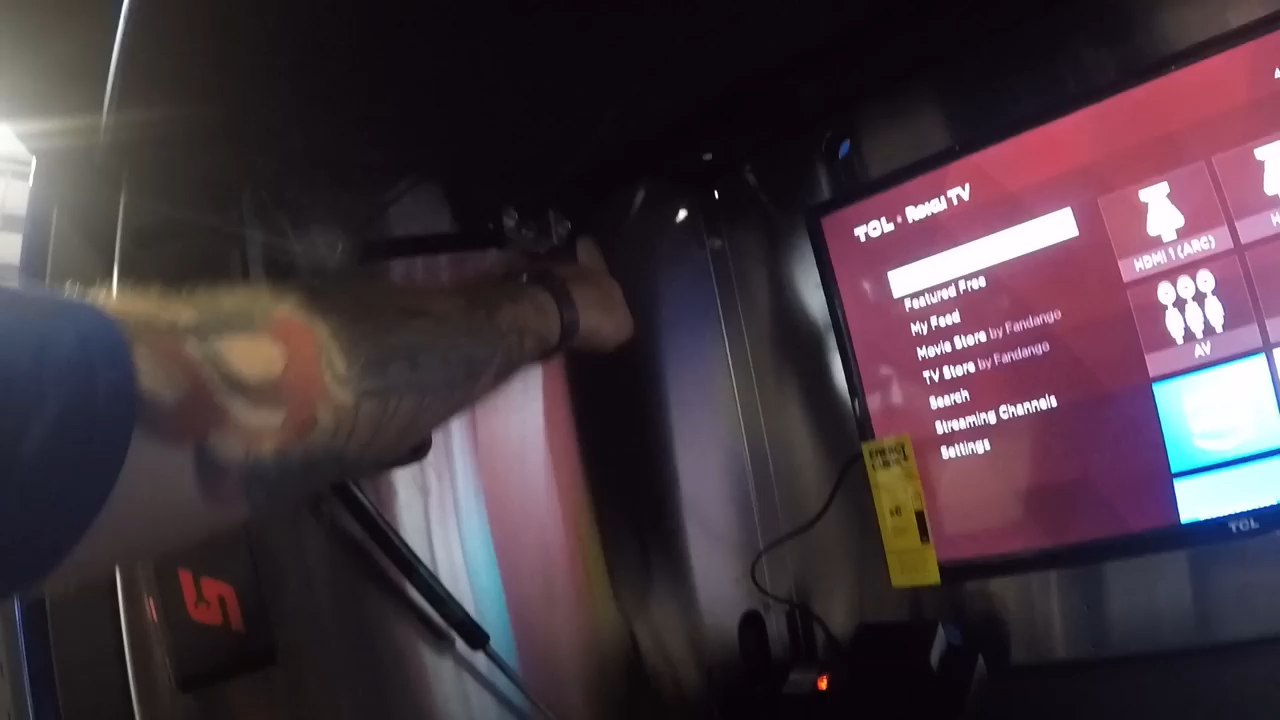 TCL • Roku TV
Featured Free
My Feed
Movie Store by Fandango
TV Store by Fandango
Search
Streaming Channels
Settings
HDMI 1 (ARC)
AV
TCL